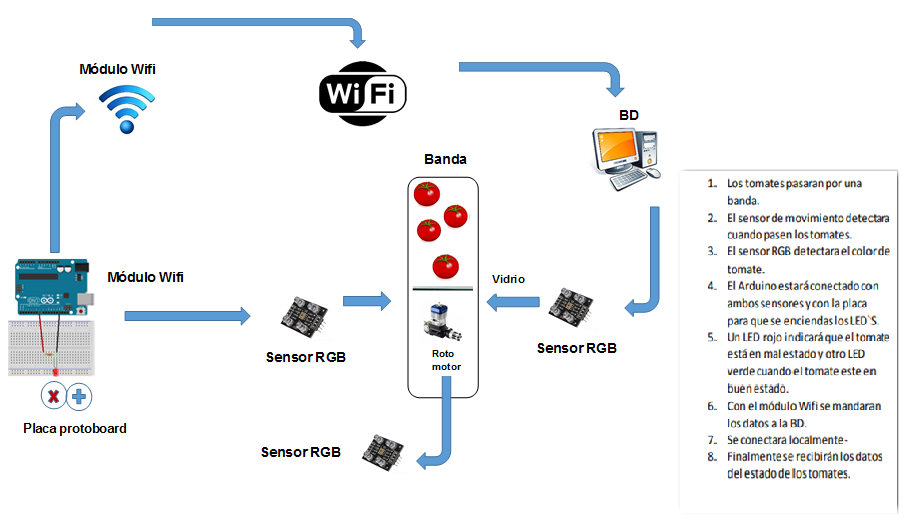 Módulo Wifi
WiFi
BD
Banda
Módulo Wifi
Vidrio
Sensor RGB
Sensor RGB
Roto
motor
Placa protoboard
Sensor RGB
1. Los tomates pasaran por una
banda.
2. El sensor de movimiento detectara
cuando pasen los tomates.
3. El sensor RGB detectara el color de
tomate.
4. El Arduino estará conectado con
ambos sensones y con la placa
para que se enciendas los LED`S.
5. Un LED rojo indicará que el tomate
está en mal estado y otro LED
verde cuando el tomate este en
buen estado.
6. Con el módulo Wifi se mandaran
los datos a la BD.
7. Se conectara localmente-
8. Finalmente se recibirán los datos
del estado de los tomates.